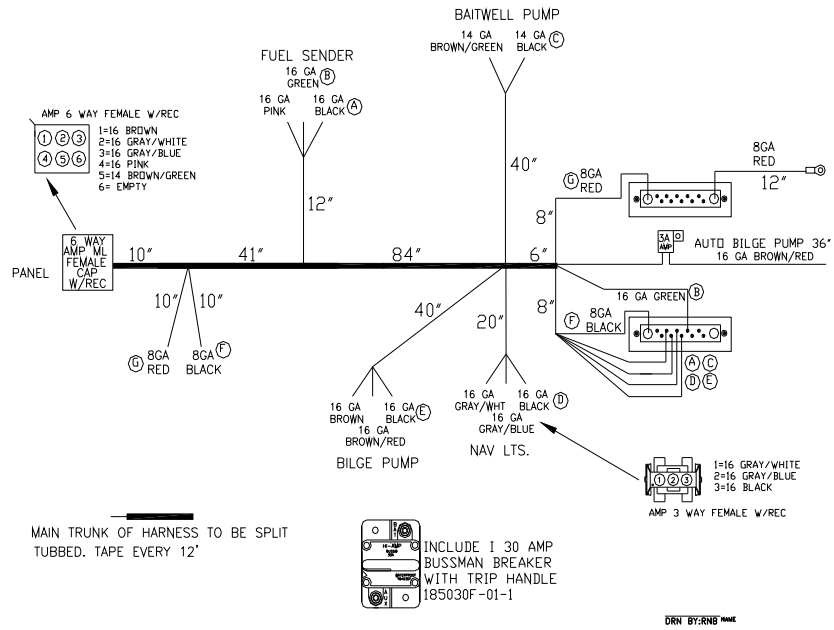 BAITWELL PUMP
14 GA
BROWN/GREEN
14 GA
BLACK
C
FUEL SENDER
16 GA
GREEN
B
16 GA
PINK
16 GA
BLACK
A
AMP 6 WAY FEMALE W/REC
1 2 3
4 5 6
1=16 BROWN
2=16 GRAY/WHITE
3=16 GRAY/BLUE
4=16 PINK
5=14 BROWN/GREEN
6= EMPTY
40"
12"
G
8GA
RED
8GA
RED
12"
8"
PANEL
6 WAY
AMP ML
FEMALE
CAP
W/REC
10"
41"
84"
6"
3A
AMP
AUTO BILGE PUMP 36"
16 GA BROWN/RED
10"
10"
G
8GA
RED
8GA
BLACK
F
40"
20"
8"
16 GA GREEN
B
F
8GA
BLACK
A C
D E
16 GA
BROWN
16 GA
BLACK
E
16 GA
BROWN/RED
BILGE PUMP
16 GA
GRAY/WHT
16 GA
BLACK
D
16 GA
GRAY/BLUE
NAV LTS.
1 2 3
1=16 GRAY/WHITE
2=16 GRAY/BLUE
3=16 BLACK
AMP 3 WAY FEMALE W/REC
MAIN TRUNK OF HARNESS TO BE SPLIT
TUBBED. TAPE EVERY 12'
BAT
HI-AMP
AUX
INCLUDE 1 30 AMP
BUSSMAN BREAKER
WITH TRIP HANDLE
185030F-01-1
DRN BY:RNB